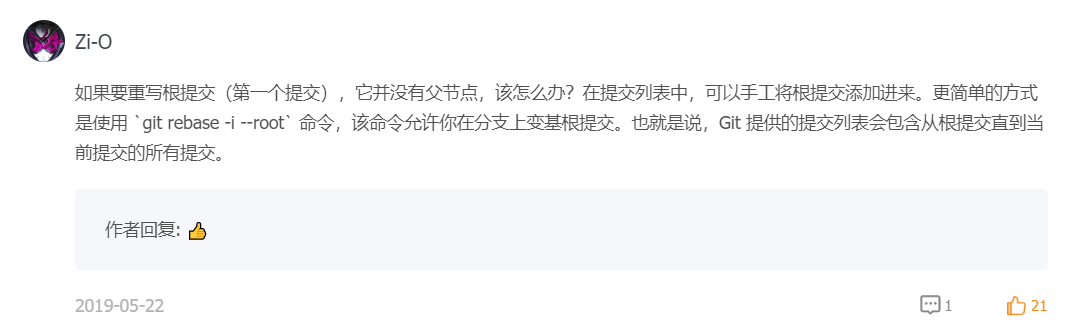 Zi-O
如果要重写根提交（第一个提交），它并没有父节点，该怎么办？在提交列表中，可以手工将根提交添加进来。更简单的方式
是使用 `git rebase -i --root` 命令，该命令允许你在分支上变基根提交。也就是说，Git 提供的提交列表会包含从根提交直到当
前提交的所有提交。
作者回复: 👍
2019-05-22
1
21